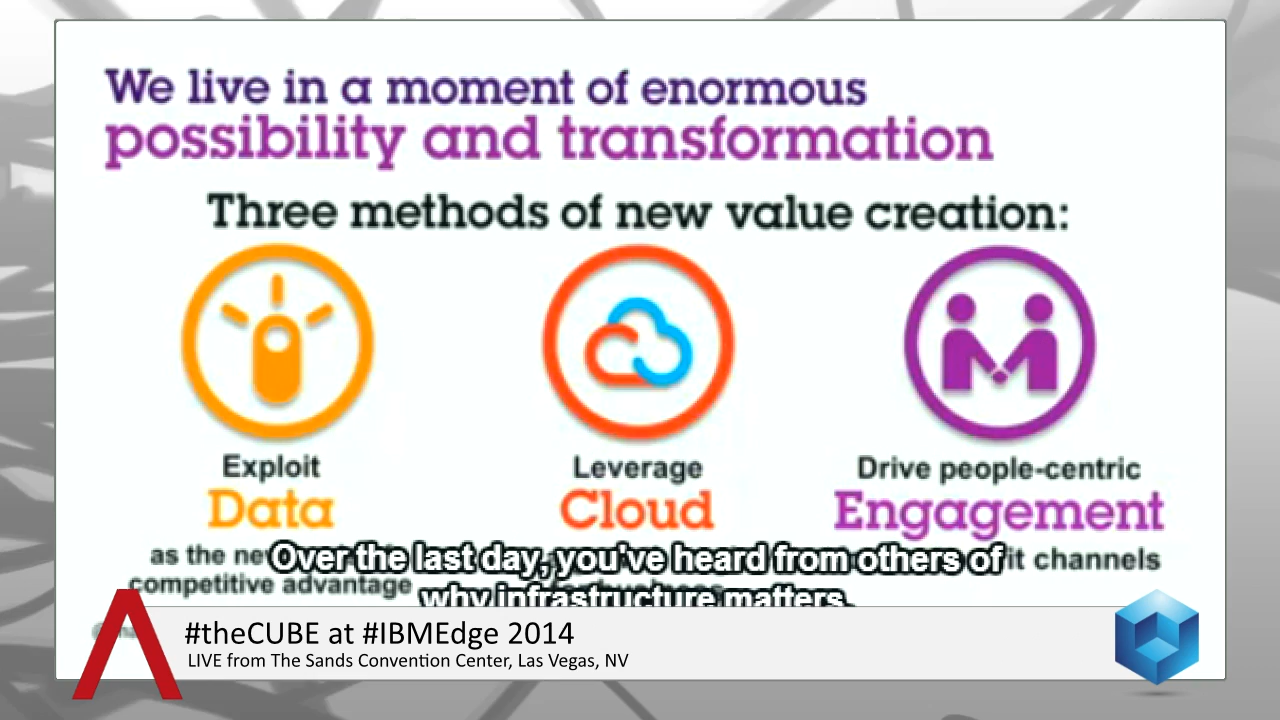 We live in a moment of enormous
possibility and transformation
Three methods of new value creation:
Exploit
Data
Leverage
Cloud
Drive people-centric
Engagement
as the
competitive advantage
it channels
Over the last day, you've heard from others of
why infrastructure matters.
#theCUBE at #IBMEdge 2014
LIVE from The Sands Convention Center, Las Vegas, NV